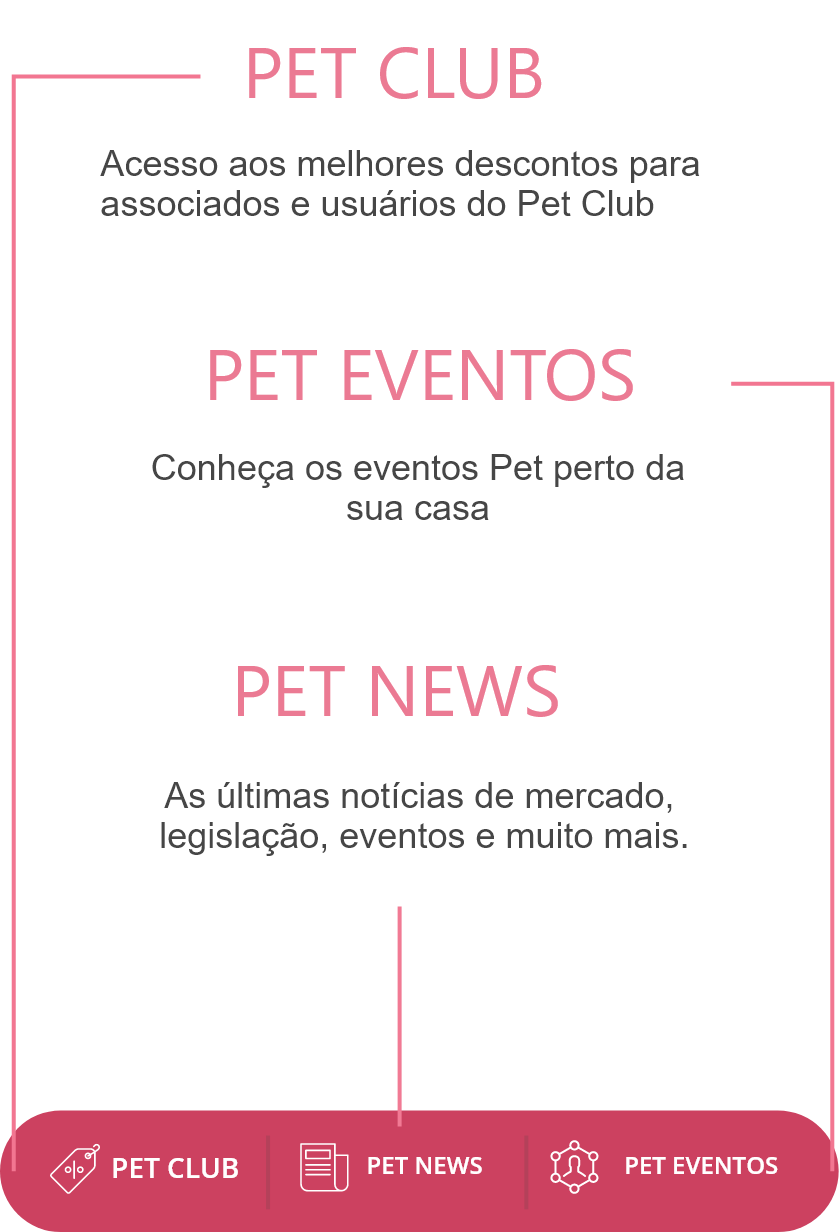 PET CLUB
Acesso aos melhores descontos para
associados e usuários do Pet Club
PET EVENTOS
Conheça os eventos Pet perto da
sua casa
PET NEWS
As últimas notícias de mercado,
legislação, eventos e muito mais.
PET CLUB
PET NEWS
PET EVENTOS